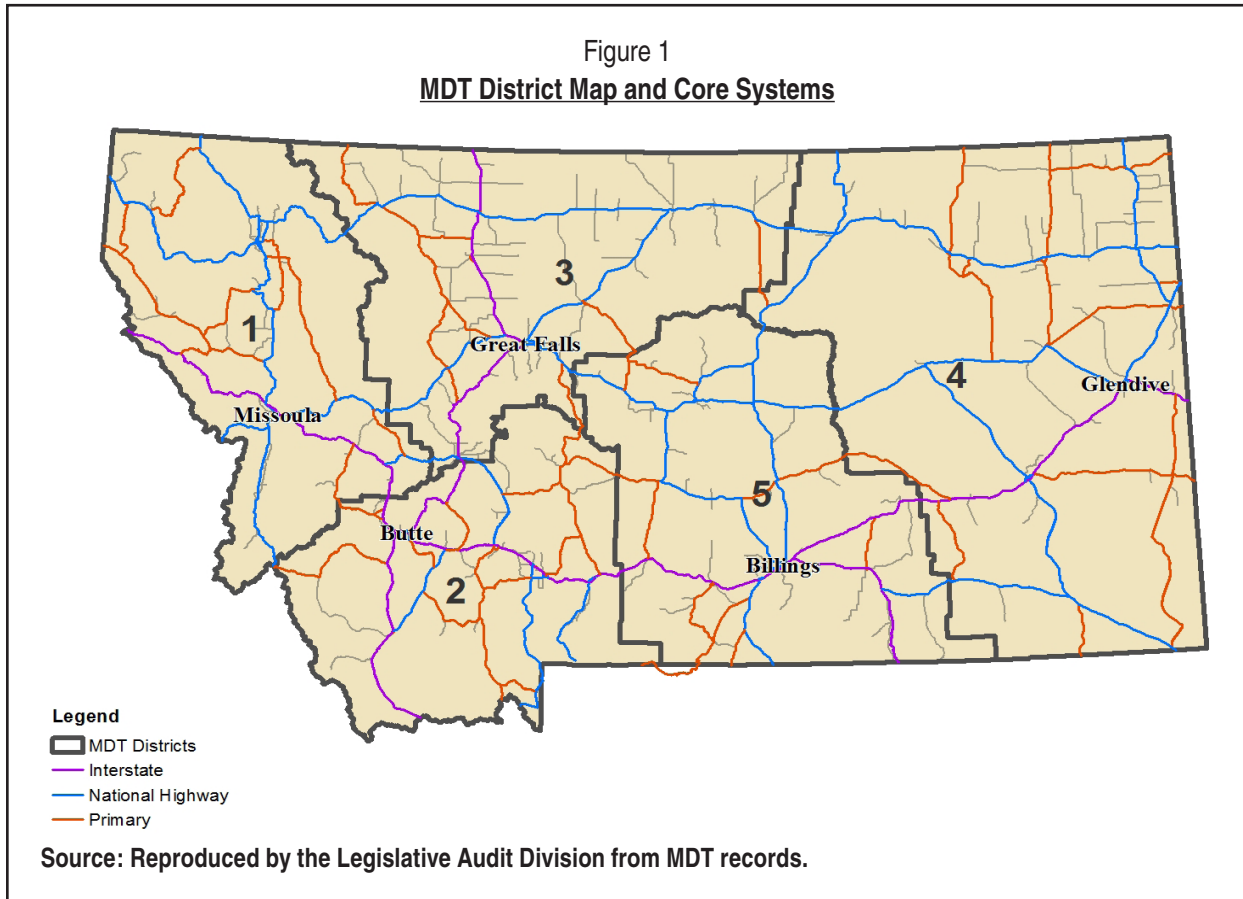 Figure 1
MDT District Map and Core Systems
3
1
Great Falls
4
Glendive
Missoula
5
Butte
Billings
2
Legend
MDT Districts
Interstate
National Highway
Primary
Source: Reproduced by the Legislative Audit Division from MDT records.